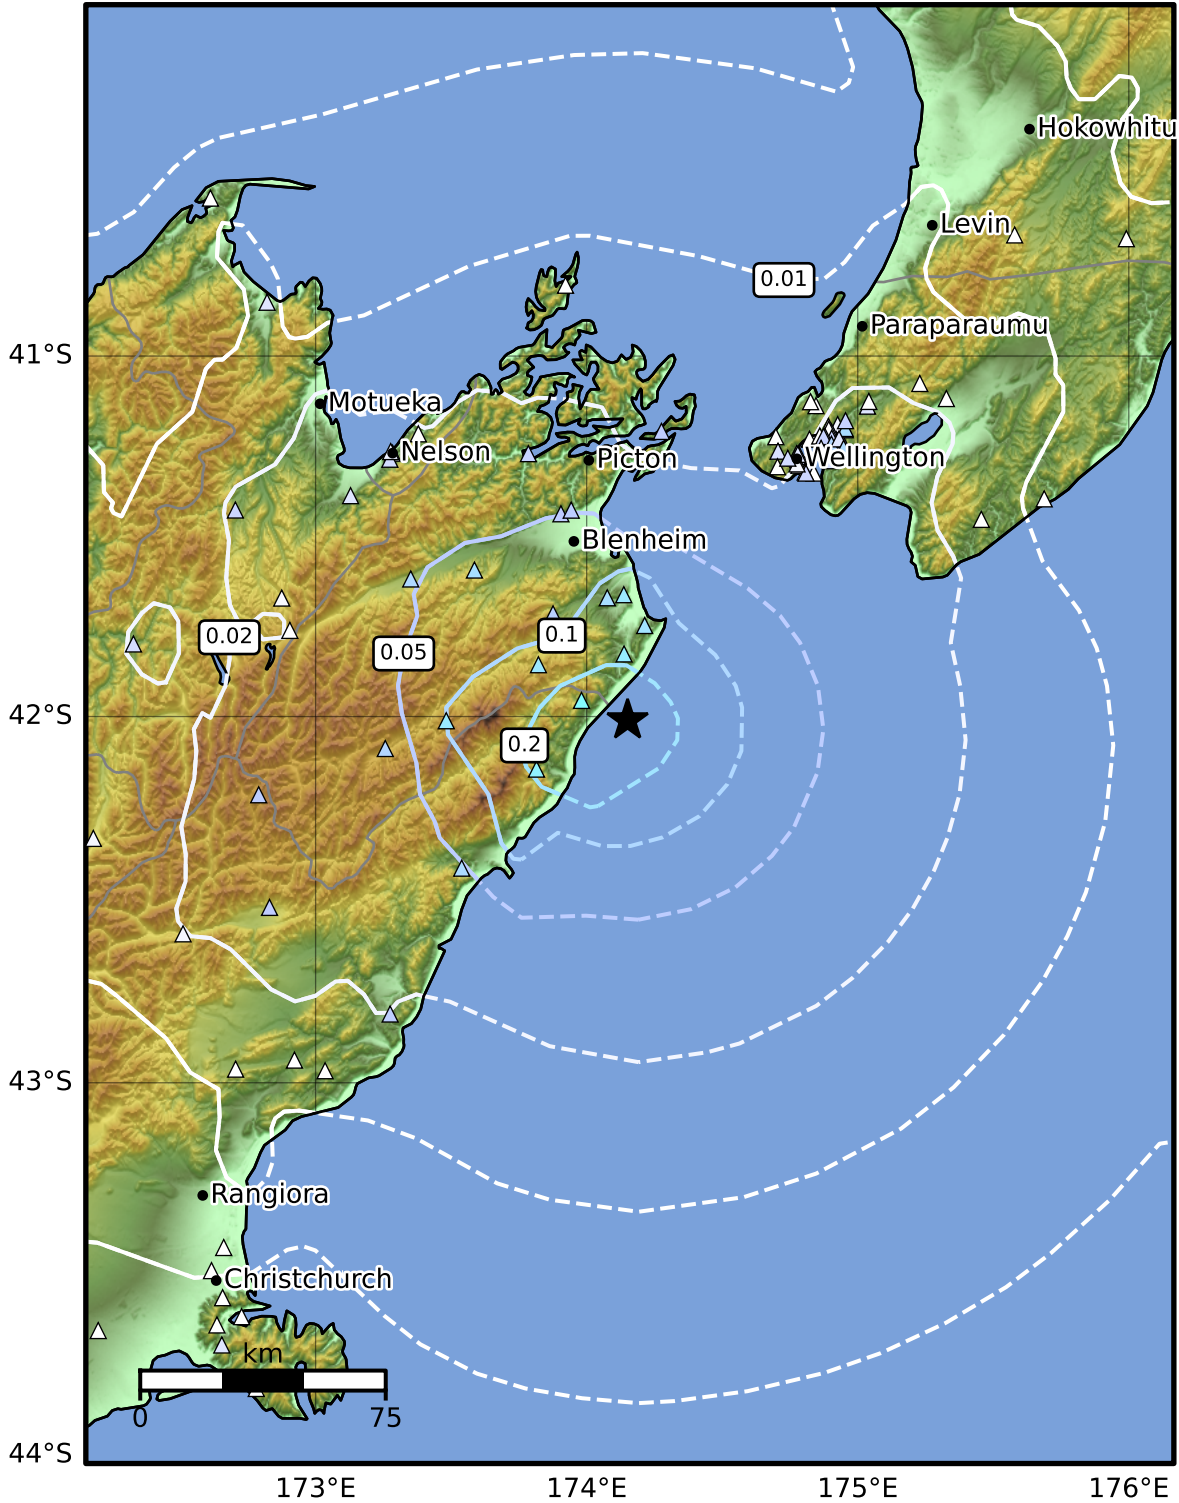 Hokowhitu
Levin
0.01
Paraparaumu
41°S
Motueka
Nelson
Picton
Wellington
Blenheim
0.02
0.1
0.05
42°S
0.2
43°S
Rangiora
Christchurch
km
0
75
44°S
173°E
174°E
175°E
176°E